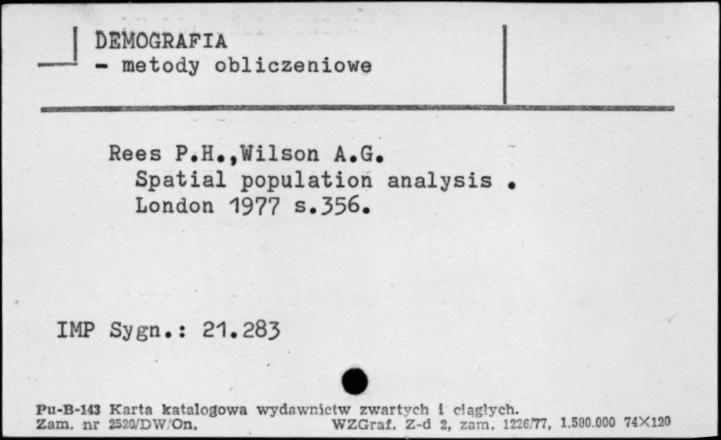 DEMOGRAFIA
- metody obliczeniowe
Rees P.H.,Wilson A.G.
Spatial population analysis .
London 1977 s.356.
IMP Sygn.: 21.283
Pu-B-143 Karta katalogowa wydawnictw zwartych i ciągłych.
Zam. nr 2520/DW/On. WZGraf. Z-d 2, zam. 1226/77, 1.580.000 74×120